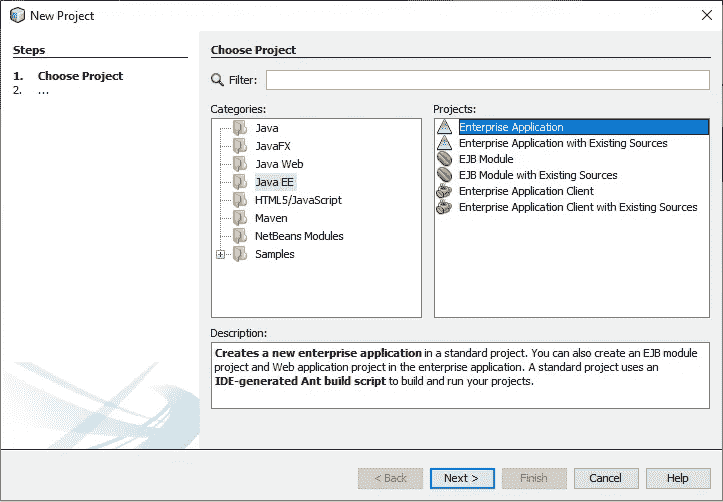 New Project
Steps
1. Choose Project
2. ...
Choose Project
Filter:
Categories:
Java
JavaFX
Java Web
Java EE
HTML5/JavaScript
Maven
NetBeans Modules
Samples
Projects:
Enterprise Application
Enterprise Application with Existing Sources
EJB Module
EJB Module with Existing Sources
Enterprise Application Client
Enterprise Application Client with Existing Sources
Description:
Creates a new enterprise application in a standard project. You can also create an EJB module
project and Web application project in the enterprise application. A standard project uses an
IDE-generated Ant build script to build and run your projects.
< Back
Next >
Finish
Cancel
Help